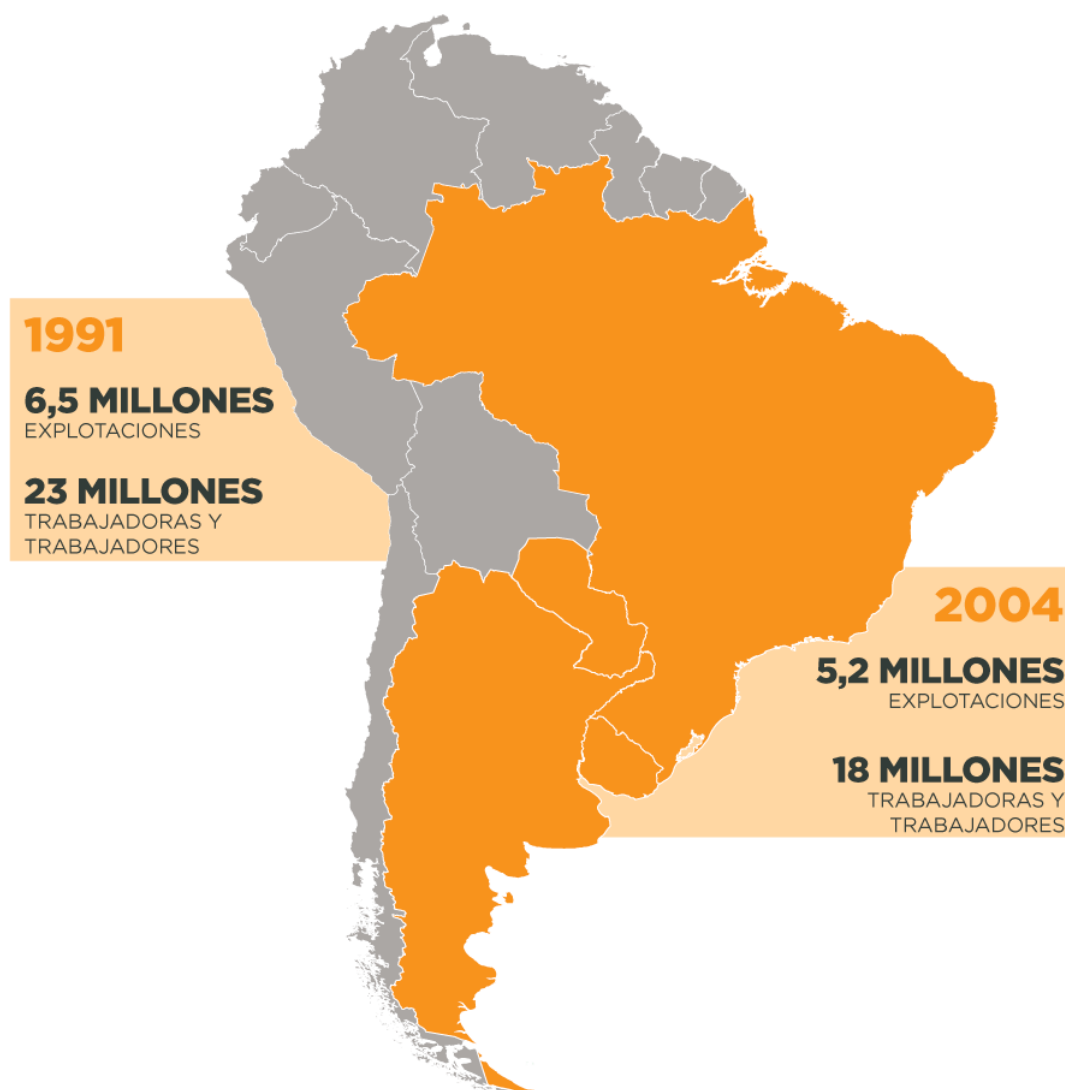 1991
6,5 MILLONES
EXPLOTACIONES
23 MILLONES
TRABAJADORAS Y
TRABAJADORES
2004
5,2 MILLONES
EXPLOTACIONES
18 MILLONES
TRABAJADORAS Y
TRABAJADORES